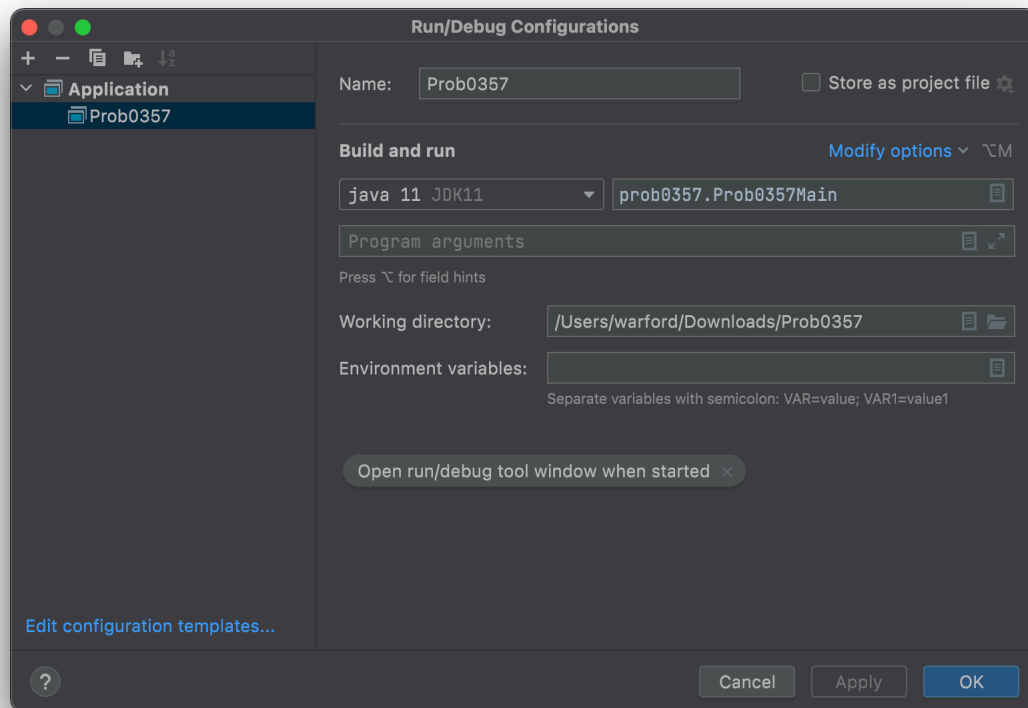 Run/Debug Configurations
Application
Prob0357
Name: Prob0357 Store as project file
Build and run Modify options ⌥M
java 11 JDK11 prob0357.Prob0357Main
Program arguments
Press ⌥ for field hints
Working directory: /Users/warford/Downloads/Prob0357
Environment variables:
Separate variables with semicolon: VAR=value; VAR1=value1
Open run/debug tool window when started
Edit configuration templates...
? Cancel Apply OK